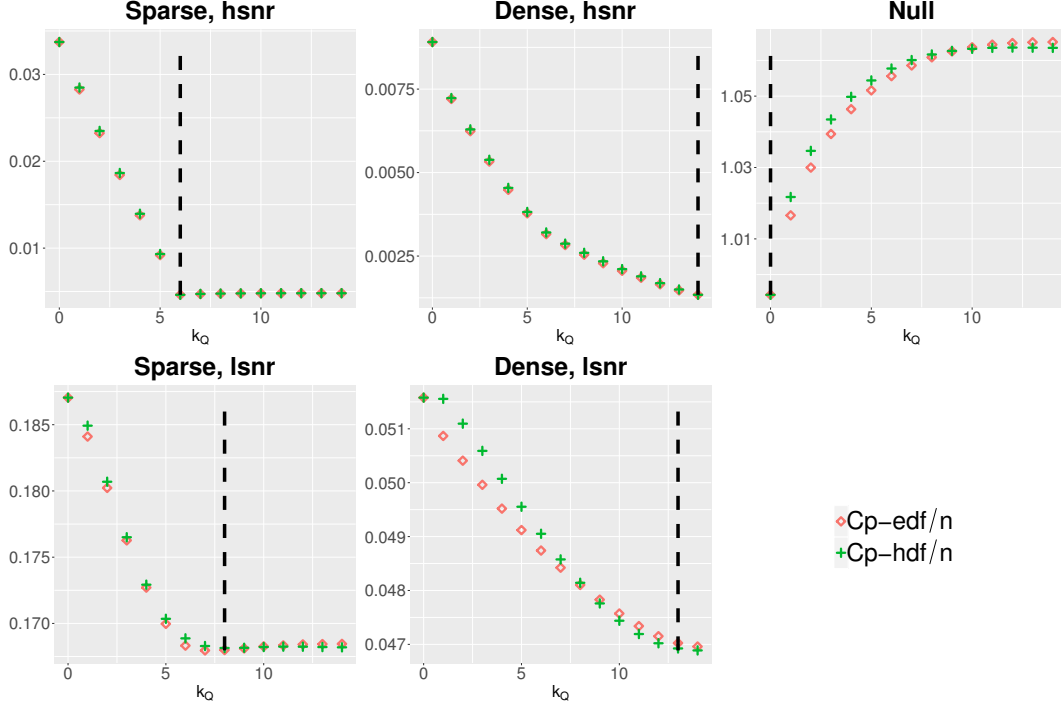 Sparse, hsnr
Dense, hsnr
Null
0.03
0.02
0.01
0
5
10
k_Q
0.0075
0.0050
0.0025
0
5
10
k_Q
1.05
1.03
1.01
0
5
10
k_Q
Sparse, lsnr
Dense, lsnr
0.185
0.180
0.175
0.170
0
5
10
k_Q
0.051
0.050
0.049
0.048
0.047
0
5
10
k_Q
Cp−edf/n
Cp−hdf/n